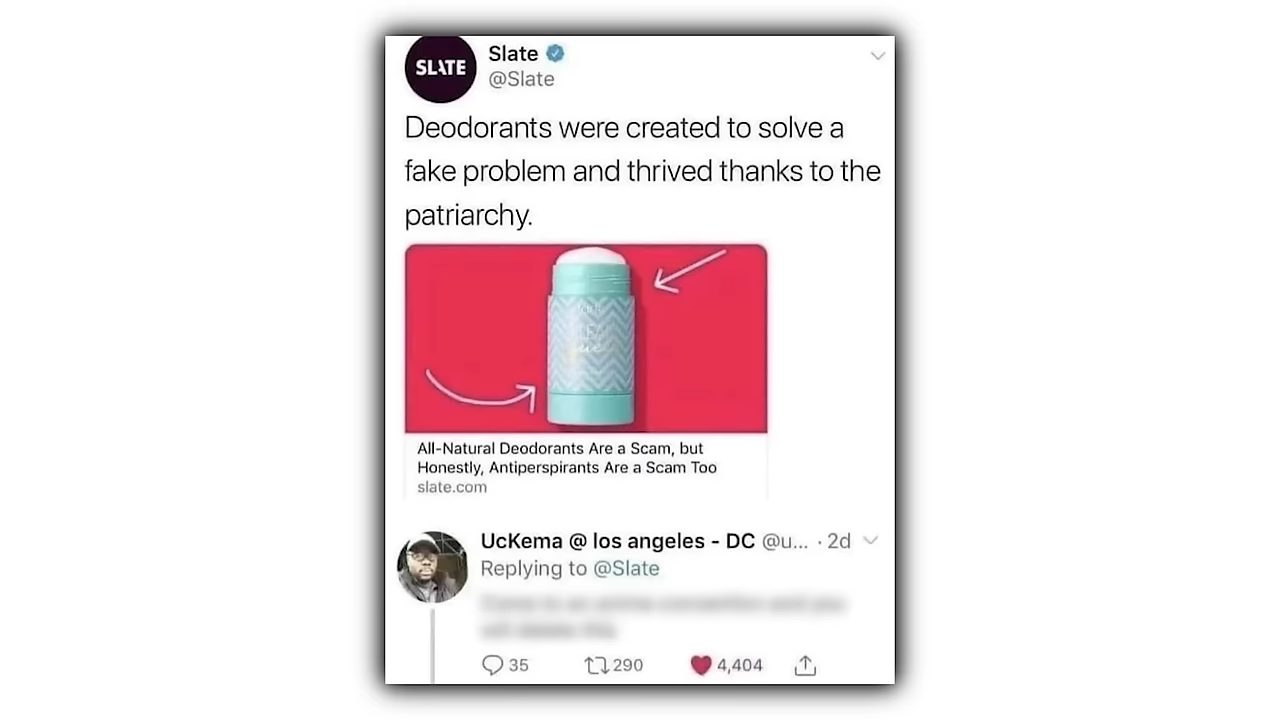 SLATE
Slate
@Slate
Deodorants were created to solve a
fake problem and thrived thanks to the
patriarchy.
All-Natural Deodorants Are a Scam, but
Honestly, Antiperspirants Are a Scam Too
slate.com
UcKema @ los angeles - DC @u... · 2d
Replying to @Slate
35 290 4,404